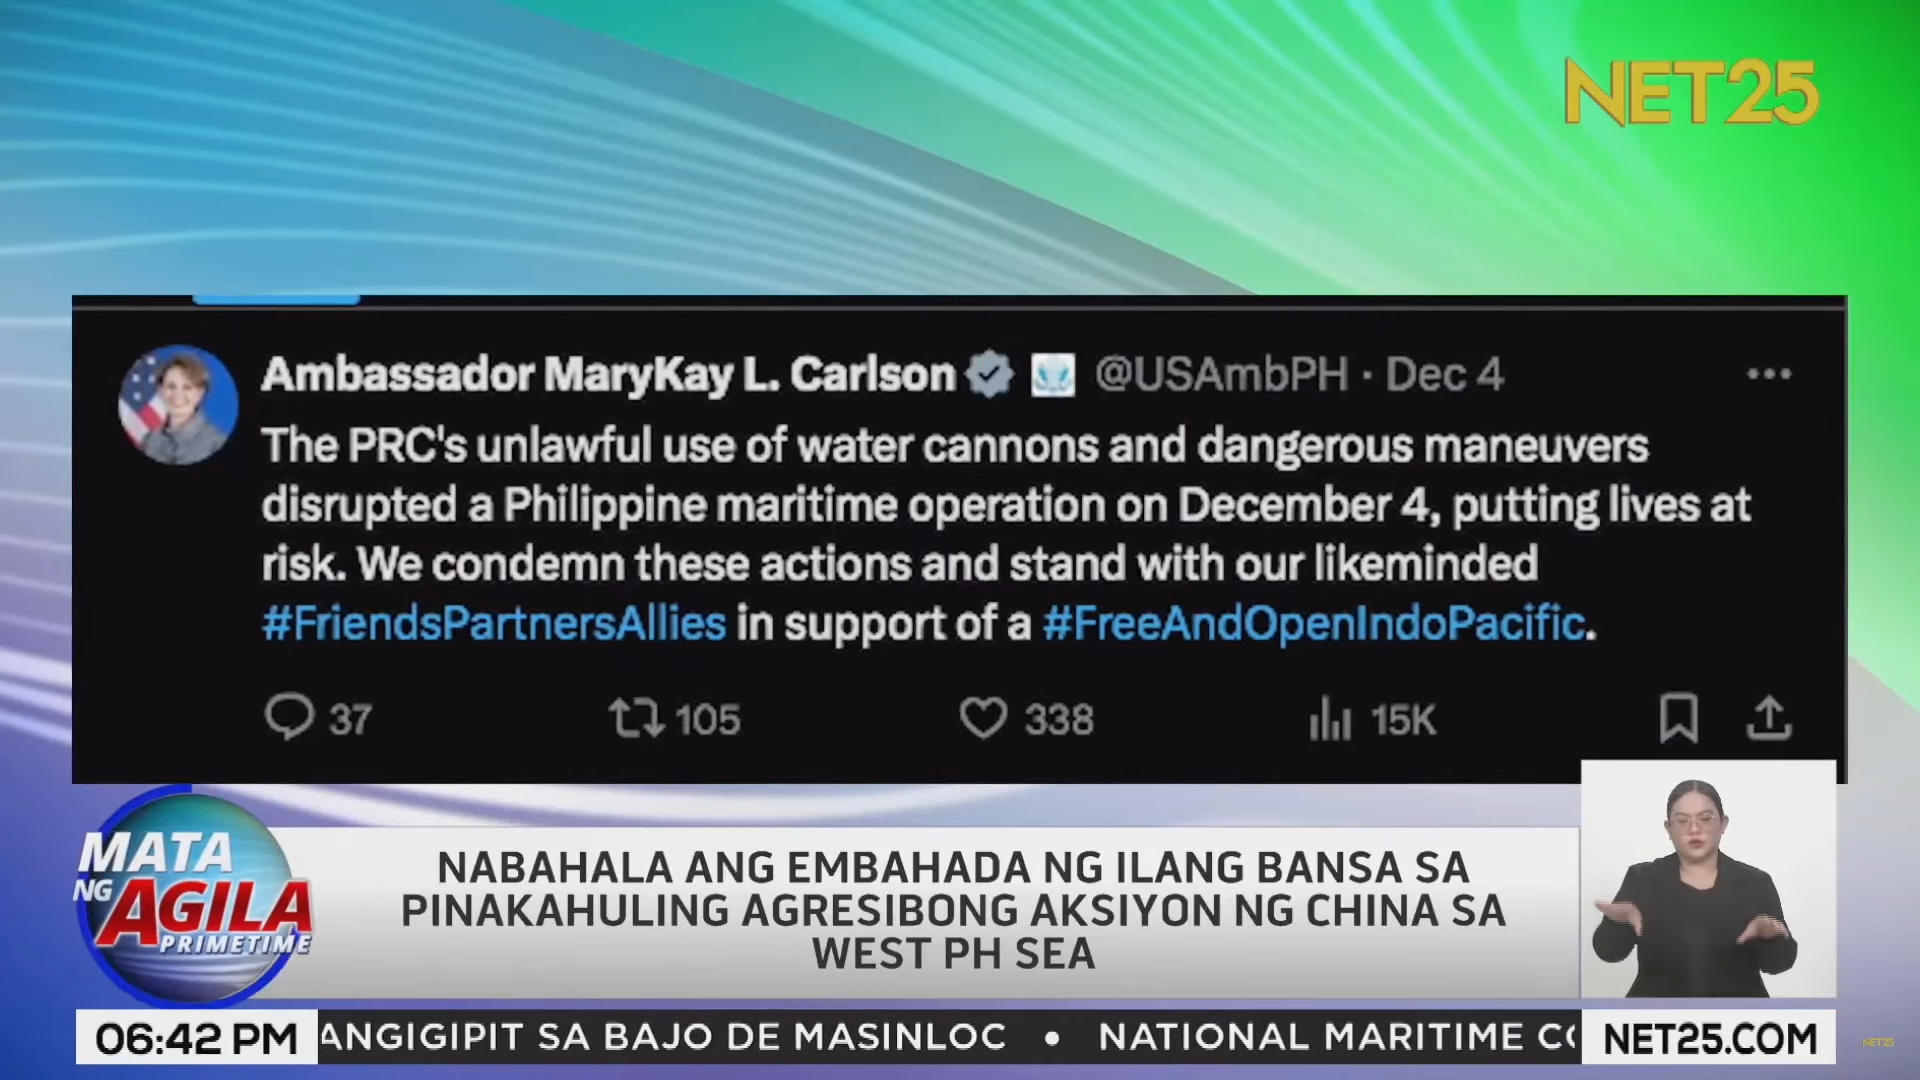 NET25
Ambassador MaryKay L. Carlson @USAmbPH · Dec 4
The PRC's unlawful use of water cannons and dangerous maneuvers
disrupted a Philippine maritime operation on December 4, putting lives at
risk. We condemn these actions and stand with our likeminded
#FriendsPartnersAllies in support of a #FreeAndOpenIndoPacific.
37 105 338 15K
MATA
NG
AGILA
PRIMETIME
NABAHALA ANG EMBAHADA NG ILANG BANSA SA
PINAKAHULING AGRESIBONG AKSIYON NG CHINA SA
WEST PH SEA
06:42 PM
ANGIGIPIT SA BAJO DE MASINLOC • NATIONAL MARITIME CO
NET25.COM
NET25